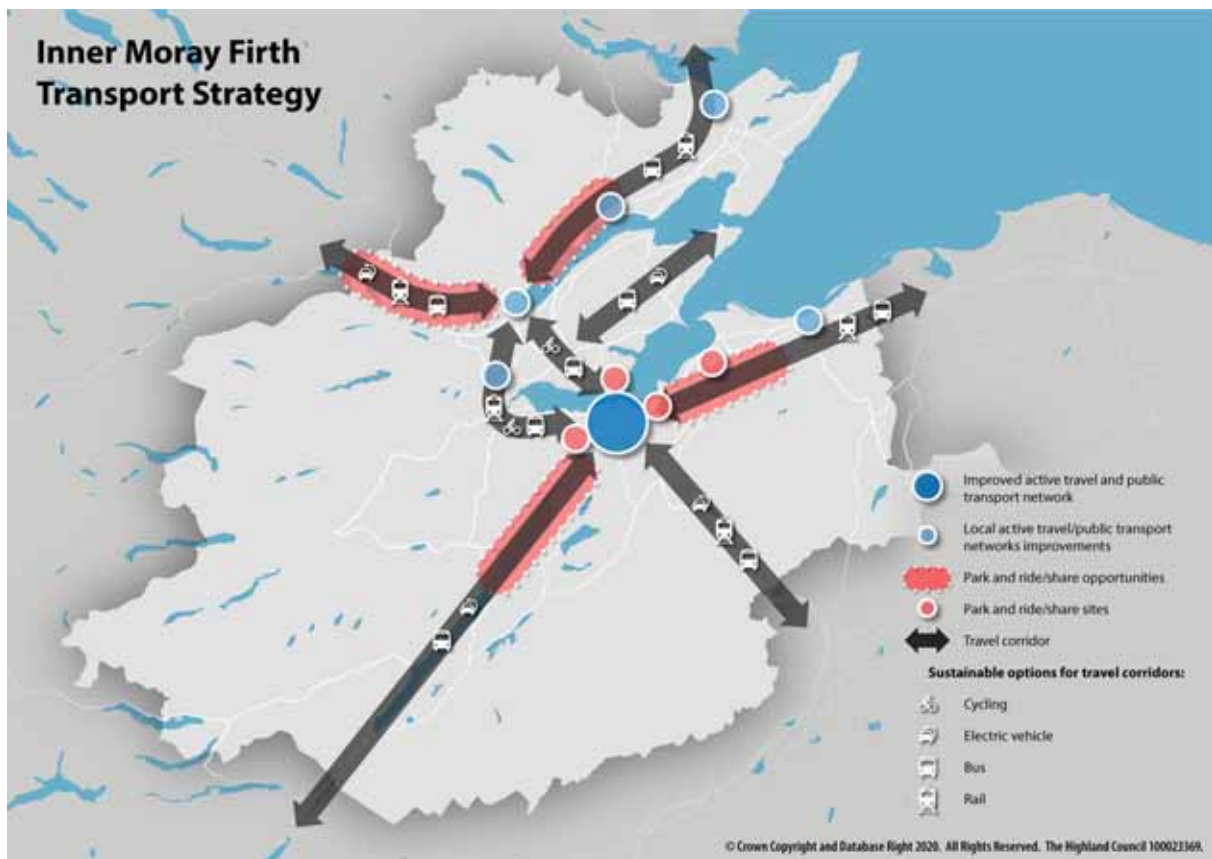 Inner Moray Firth
Transport Strategy
Improved active travel and public
transport network
Local active travel/public transport
networks improvements
Park and ride/share opportunities
Park and ride/share sites
Travel corridor
Sustainable options for travel corridors:
Cycling
Electric vehicle
Bus
Rail
© Crown Copyright and Database Right 2020. All Rights Reserved. The Highland Council 100023369.